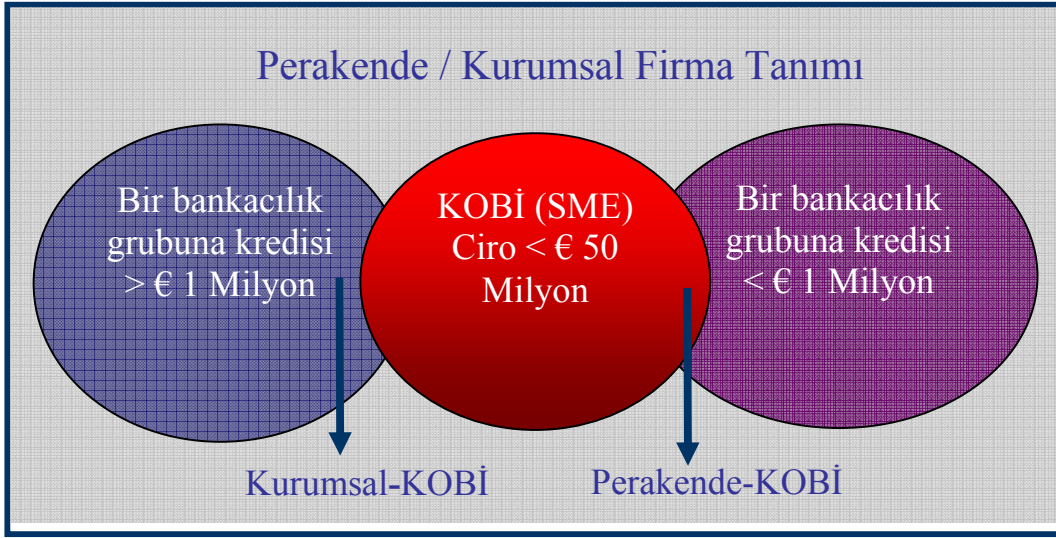 Perakende / Kurumsal Firma Tanımı
Bir bankacılık
grubuna kredisi
> € 1 Milyon
KOBİ (SME)
Ciro < € 50
Milyon
Bir bankacılık
grubuna kredisi
< € 1 Milyon
Kurumsal-KOBİ
Perakende-KOBİ